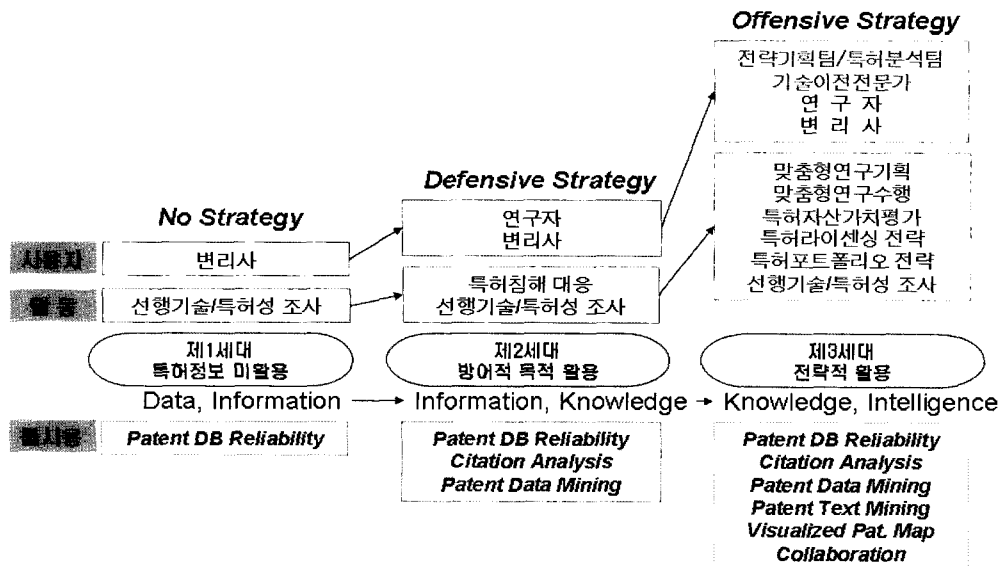 Offensive Strategy
전략기획팀/특허분석팀
기술이전전문가
연 구 자
변 리 사
Defensive Strategy
맞춤형연구기획
맞춤형연구수행
특허자산가치평가
특허라이센싱 전략
특허포트폴리오 전략
선행기술/특허성 조사
No Strategy
연구자
변리사
사용자
변리사
특허침해 대응
선행기술/특허성 조사
활 동
선행기술/특허성 조사
제1세대
특허정보 미활용
제2세대
방어적 목적 활용
제3세대
전략적 활용
Data, Information
Information, Knowledge
Knowledge, Intelligence
Patent DB Reliability
Patent DB Reliability
Citation Analysis
Patent Data Mining
Patent DB Reliability
Citation Analysis
Patent Data Mining
Patent Text Mining
Visualized Pat. Map
Collaboration